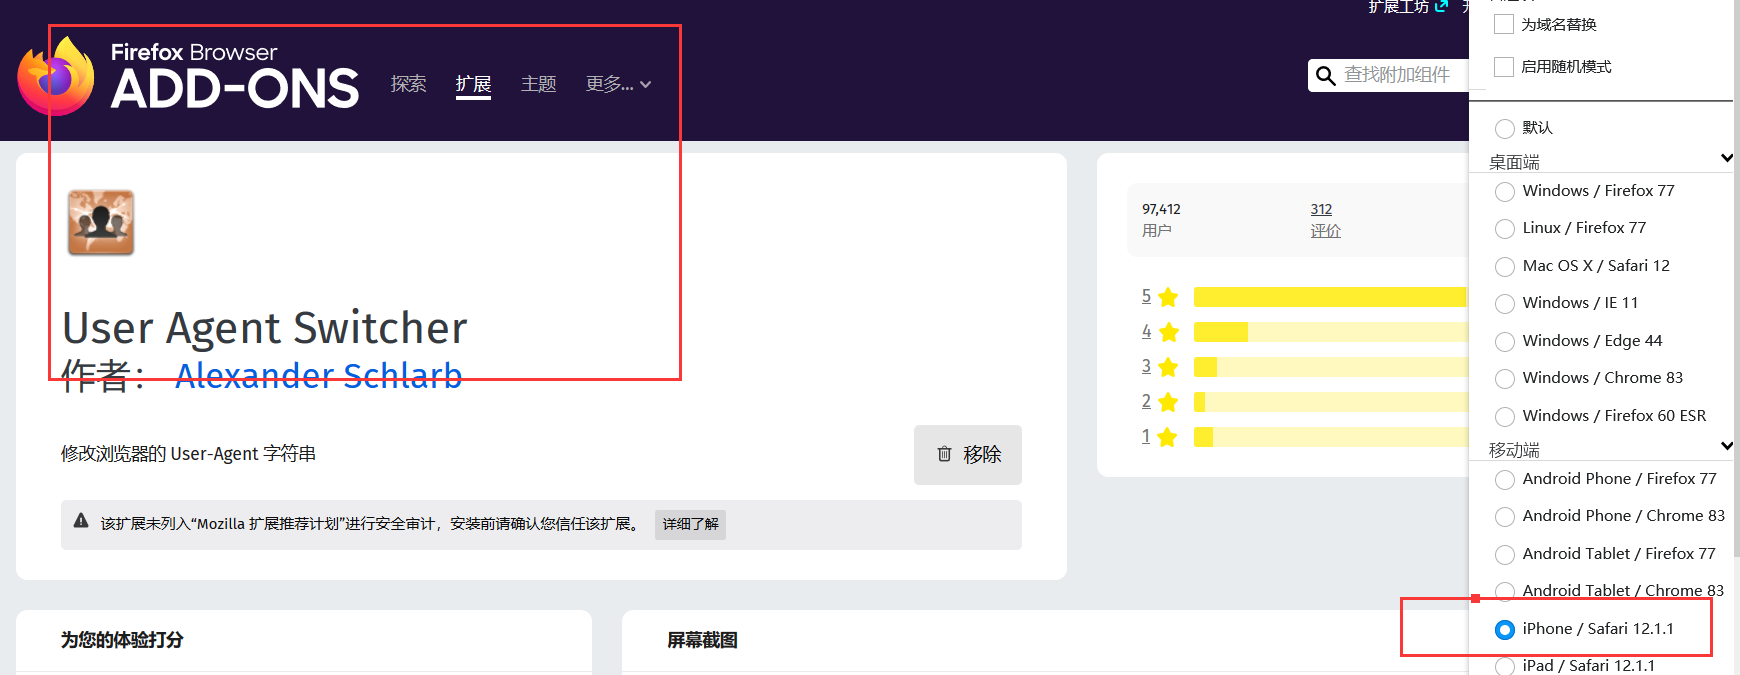 扩展工坊
Firefox Browser
ADD-ONS
探索
扩展
主题
更多...
查找附加组件
User Agent Switcher
作者： Alexander Schlarb
修改浏览器的 User-Agent 字符串
移除
该扩展未列入“Mozilla 扩展推荐计划”进行安全审计，安装前请确认您信任该扩展。
详细了解
为您的体验打分
屏幕截图
97,412
用户
312
评价
5
4
3
2
1
为域名替换
启用随机模式
默认
桌面端
Windows / Firefox 77
Linux / Firefox 77
Mac OS X / Safari 12
Windows / IE 11
Windows / Edge 44
Windows / Chrome 83
Windows / Firefox 60 ESR
移动端
Android Phone / Firefox 77
Android Phone / Chrome 83
Android Tablet / Firefox 77
Android Tablet / Chrome 83
iPhone / Safari 12.1.1
iPad / Safari 12.1.1